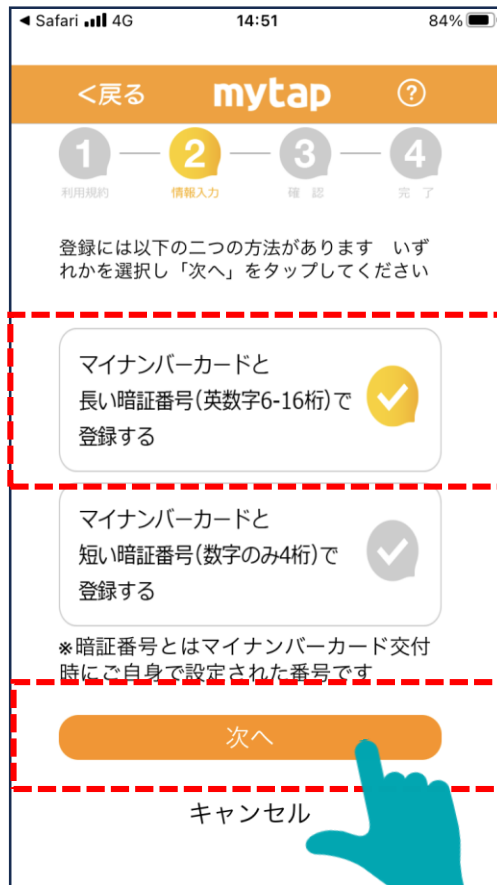 ◀ Safari 4G 14:51 84%
<戻る mytap ?
1 2 3 4
利用規約 情報入力 確認 完了
登録には以下の二つの方法があります いず
れかを選択し「次へ」をタップしてください
マイナンバーカードと
長い暗証番号(英数字6-16桁)で
登録する
マイナンバーカードと
短い暗証番号(数字のみ4桁)で
登録する
※暗証番号とはマイナンバーカード交付
時にご自身で設定された番号です
次へ
キャンセル